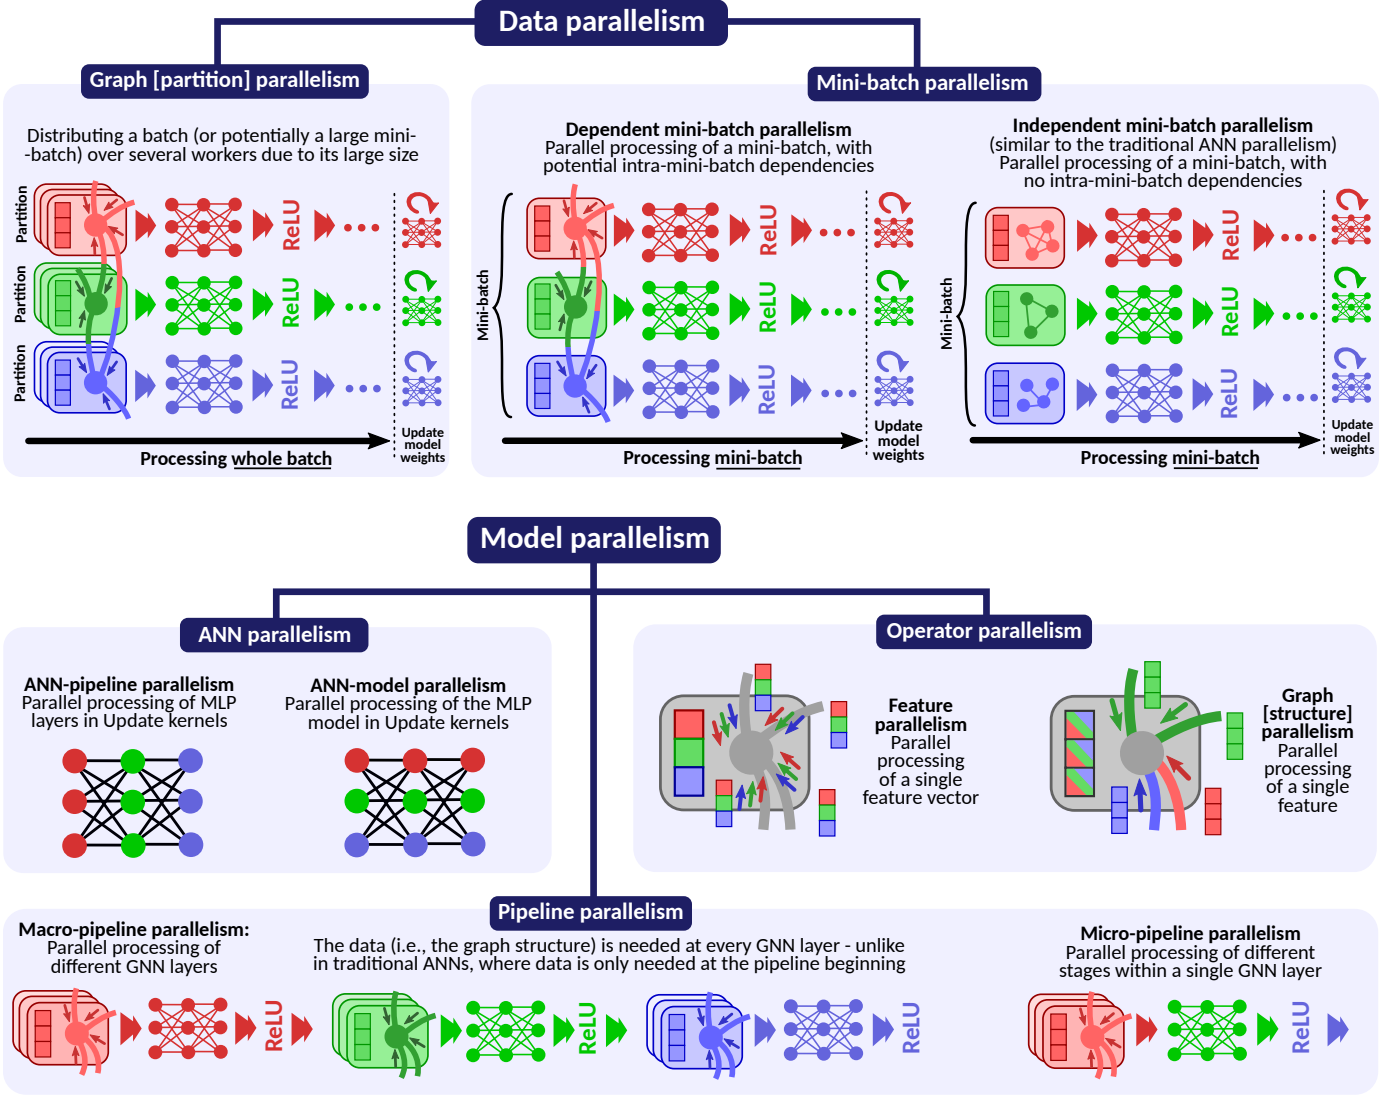 Data parallelism
Graph [partition] parallelism
Distributing a batch (or potentially a large mini-
-batch) over several workers due to its large size
Partition
ReLU
Partition
ReLU
Partition
ReLU
Processing whole batch
Update
model
weights
Mini-batch parallelism
Dependent mini-batch parallelism
Parallel processing of a mini-batch, with
potential intra-mini-batch dependencies
Mini-batch
ReLU
ReLU
ReLU
Processing mini-batch
Update
model
weights
Independent mini-batch parallelism
(similar to the traditional ANN parallelism)
Parallel processing of a mini-batch, with
no intra-mini-batch dependencies
Mini-batch
ReLU
ReLU
ReLU
Processing mini-batch
Update
model
weights
Model parallelism
ANN parallelism
ANN-pipeline parallelism
Parallel processing of MLP
layers in Update kernels
ANN-model parallelism
Parallel processing of the MLP
model in Update kernels
Operator parallelism
Feature
parallelism
Parallel
processing
of a single
feature vector
Graph
[structure]
parallelism
Parallel
processing
of a single
feature
Pipeline parallelism
Macro-pipeline parallelism:
Parallel processing of
different GNN layers
The data (i.e., the graph structure) is needed at every GNN layer - unlike
in traditional ANNs, where data is only needed at the pipeline beginning
Micro-pipeline parallelism
Parallel processing of different
stages within a single GNN layer
ReLU
ReLU
ReLU
ReLU